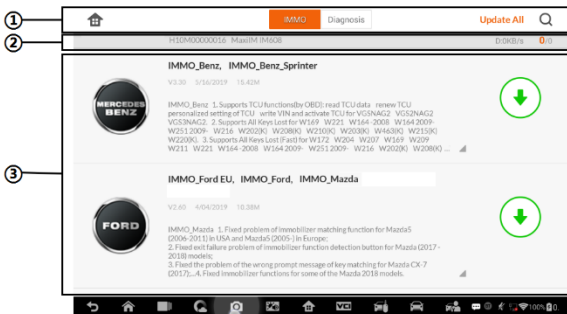 ① IMMO Diagnosis Update All
② H10M00000016 MaxiIM IM608 D:0KB/s 0/0
IMMO_Benz, IMMO_Benz_Sprinter
V3.30 5/16/2019 15.42M
MERCEDES
BENZ
IMMO_Benz 1. Supports TCU functions(by OBD): read TCU data renew TCU
personalized setting of TCU write VIN and activate TCU for VGSNAG2 VGS2NAG2
VGS3NAG2. 2. Supports All Keys Lost for W169 W221 W164 -2008 W164 2009-
W251 2009- W216 W202(K) W208(K) W210(K) W203(K) W463(K) W215(K)
W220(K). 3. Supports All Keys Lost (Fast) for W172 W204 W207 W169 W209
W211 W221 W164 -2008 W164 2009- W251 2009- W216 W202(K) W208(K) ...
③
IMMO_Ford EU, IMMO_Ford, IMMO_Mazda
V2.60 4/04/2019 10.38M
FORD
IMMO_Mazda 1. Fixed problem of immobilizer matching function for Mazda5
(2006-2011) in USA and Mazda5 (2005-) in Europe;
2. Fixed exit failure problem of immobilizer function detection button for Mazda (2017-
2018) models;
3. Fixed the problem of the wrong prompt message of key matching for Mazda CX-7
(2017);...4. Fixed immobilizer functions for some of the Mazda 2018 models.
VCI 100%